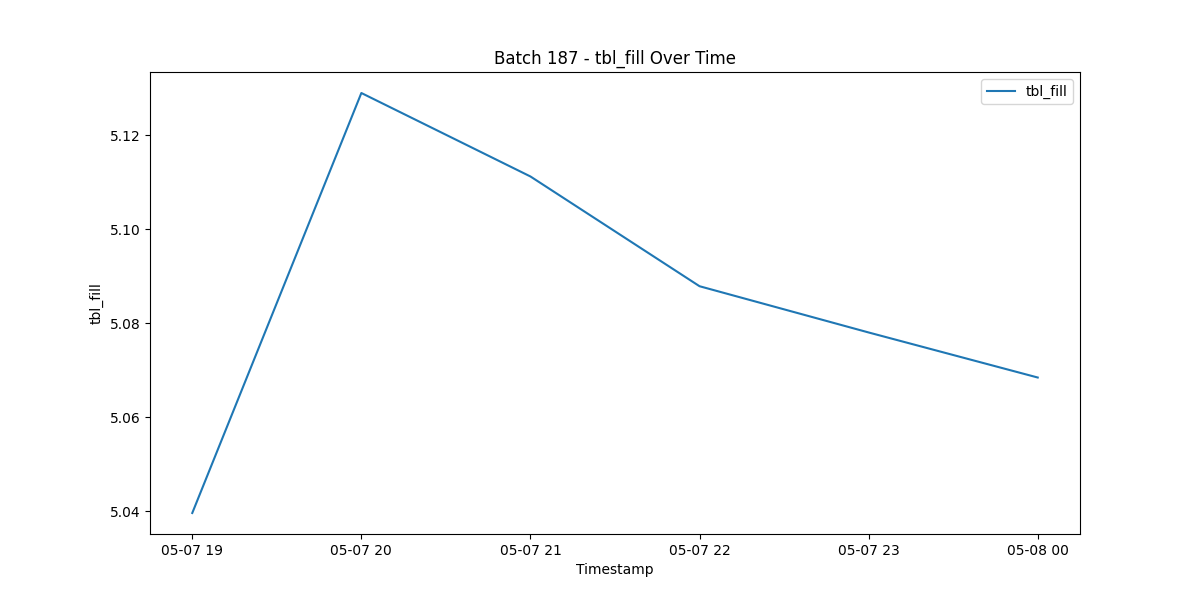 Batch 187 - tbl_fill Over Time
tbl_fill
5.12
5.10
5.08
5.06
5.04
tbl_fill
05-07 19
05-07 20
05-07 21
05-07 22
05-07 23
05-08 00
Timestamp